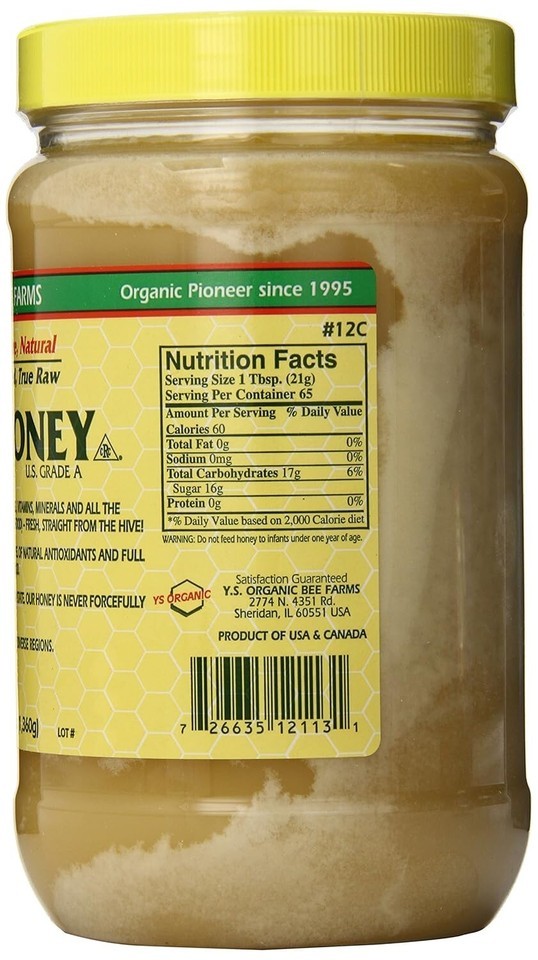 FARMS
Organic Pioneer since 1995
#12C
Natural
True Raw
ONEY
U.S. GRADE A
VITAMINS, MINERALS AND ALL THE
FRESH, STRAIGHT FROM THE HIVE!
OF NATURAL ANTIOXIDANTS AND FULL
OUR HONEY IS NEVER FORCEFULLY
REGIONS.
1,360g)
LOT #
Nutrition Facts
Serving Size 1 Tbsp. (21g)
Serving Per Container 65
Amount Per Serving % Daily Value
Calories 60
Total Fat 0g 0%
Sodium 0mg 0%
Total Carbohydrates 17g 6%
Sugar 16g
Protein 0g 0%
*% Daily Value based on 2,000 Calorie diet
WARNING: Do not feed honey to infants under one year of age.
YS ORGANIC
Satisfaction Guaranteed
Y.S. ORGANIC BEE FARMS
2774 N. 4351 Rd.
Sheridan, IL 60551 USA
PRODUCT OF USA & CANADA
7 26635 12113 1